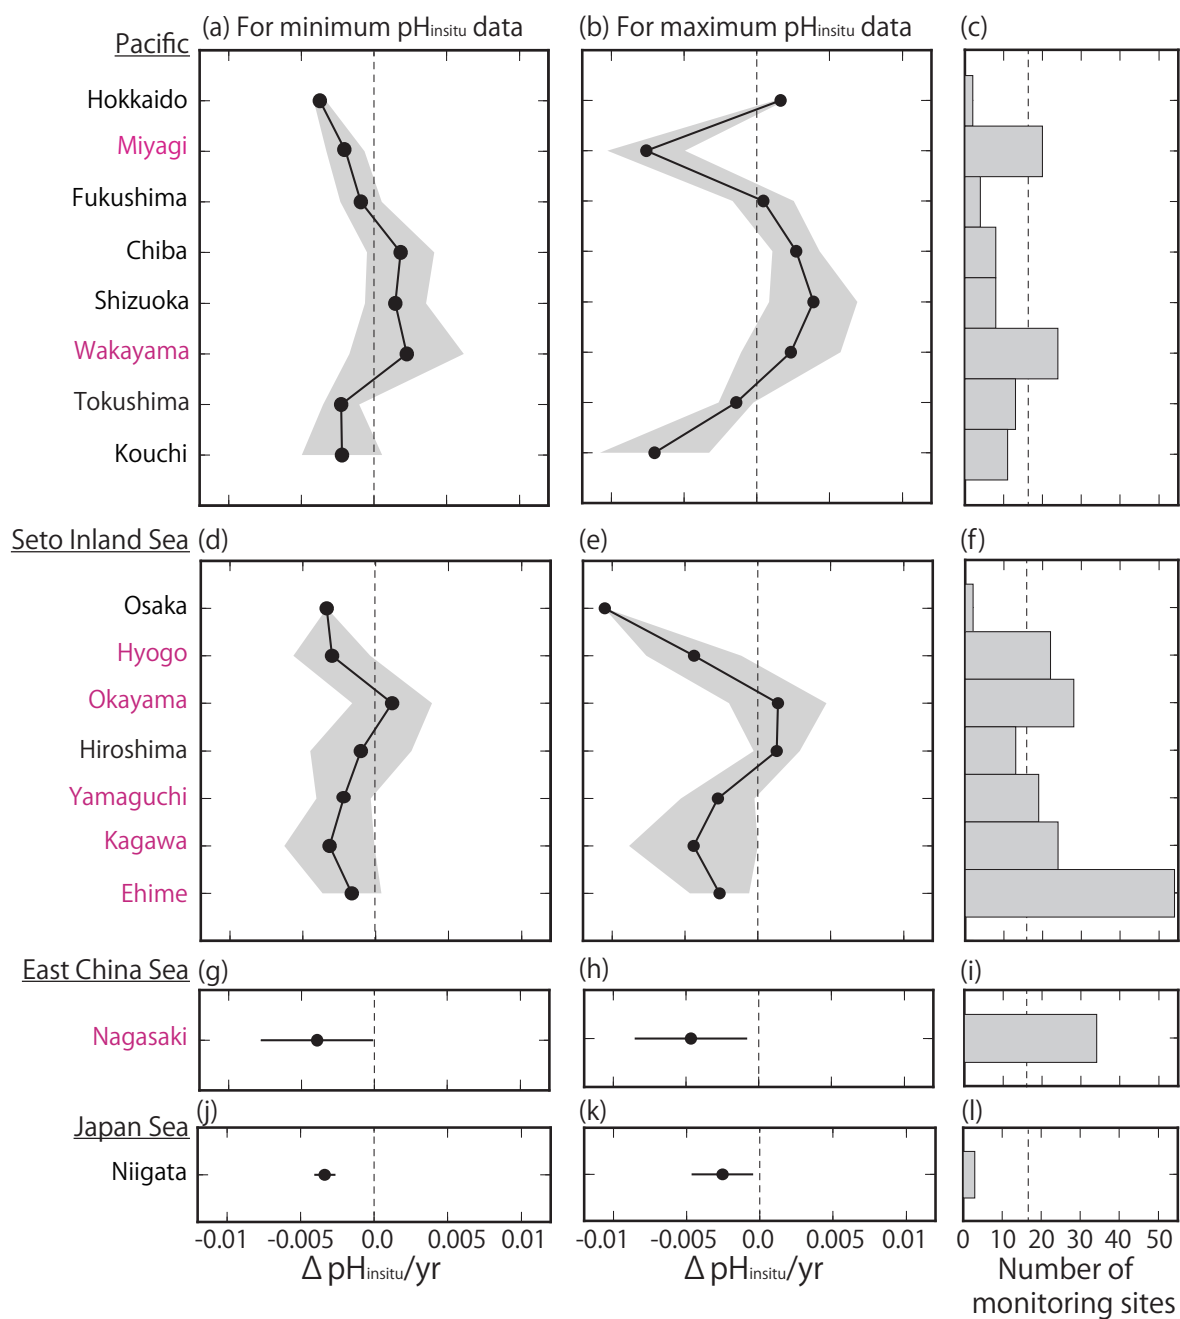 (a) For minimum pHinsitu data
(b) For maximum pHinsitu data
(c)
Pacific
Hokkaido
Miyagi
Fukushima
Chiba
Shizuoka
Wakayama
Tokushima
Kouchi
Seto Inland Sea
(d)
(e)
(f)
Osaka
Hyogo
Okayama
Hiroshima
Yamaguchi
Kagawa
Ehime
East China Sea
(g)
(h)
(i)
Nagasaki
Japan Sea
(j)
(k)
(l)
Niigata
-0.01 -0.005 0.0 0.005 0.01
-0.01 -0.005 0.0 0.005 0.01
0 10 20 30 40 50
Δ pHinsitu/yr
Δ pHinsitu/yr
Number of
monitoring sites